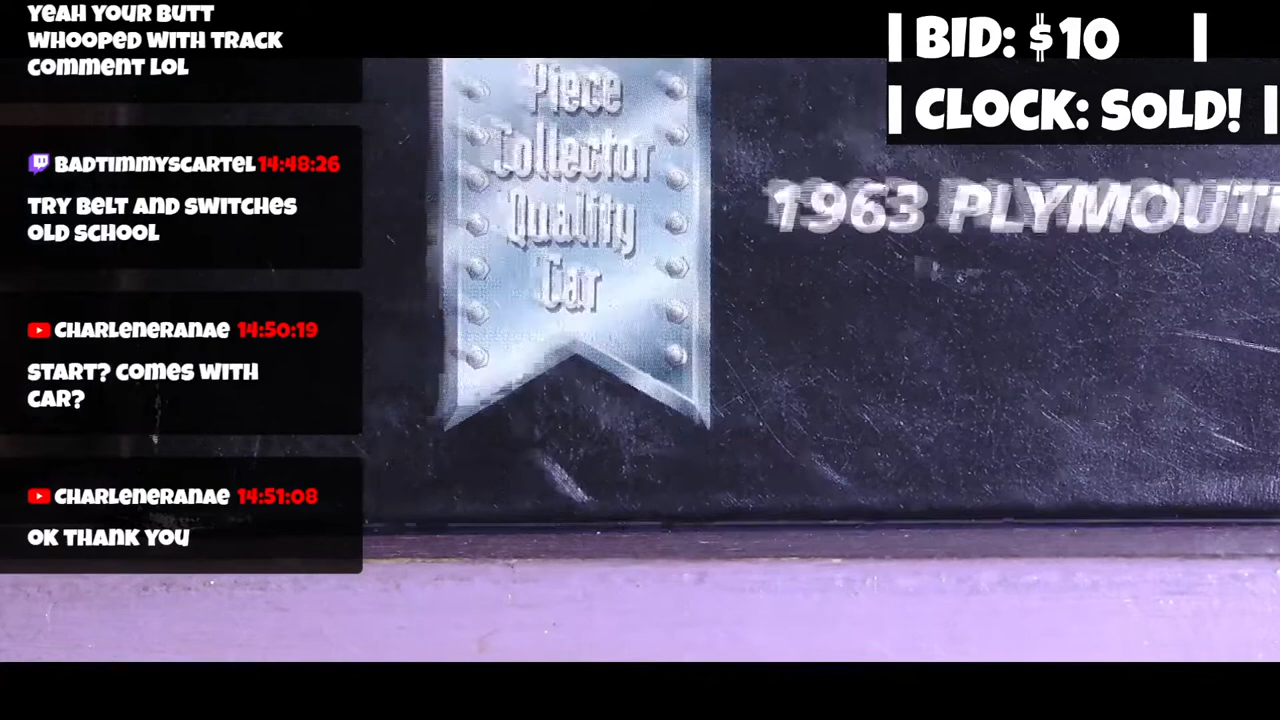 YEAH YOUR BUTT
WHOOPED WITH TRACK
COMMENT LOL
BADTIMMYSCARTEL 14:48:26
TRY BELT AND SWITCHES
OLD SCHOOL
CHARLENERANAE 14:50:19
START? COMES WITH
CAR?
CHARLENERANAE 14:51:08
OK THANK YOU
| BID: $10 |
| CLOCK: SOLD! |
Piece
Collector
Quality
Car
1963 PLYMOUTH